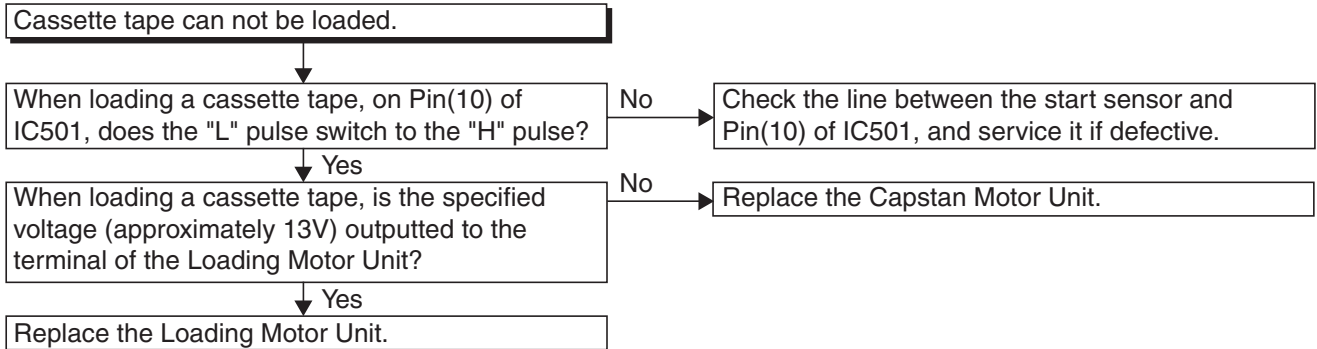 Cassette tape can not be loaded.
When loading a cassette tape, on Pin(10) of
IC501, does the "L" pulse switch to the "H" pulse?
No
Check the line between the start sensor and
Pin(10) of IC501, and service it if defective.
Yes
When loading a cassette tape, is the specified
voltage (approximately 13V) outputted to the
terminal of the Loading Motor Unit?
No
Replace the Capstan Motor Unit.
Yes
Replace the Loading Motor Unit.